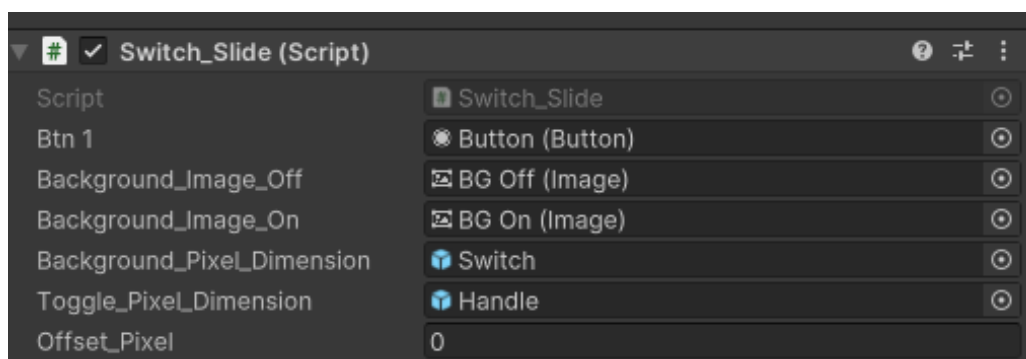 # Switch_Slide (Script)
Script # Switch_Slide
Btn 1 Button (Button)
Background_Image_Off BG Off (Image)
Background_Image_On BG On (Image)
Background_Pixel_Dimension Switch
Toggle_Pixel_Dimension Handle
Offset_Pixel 0